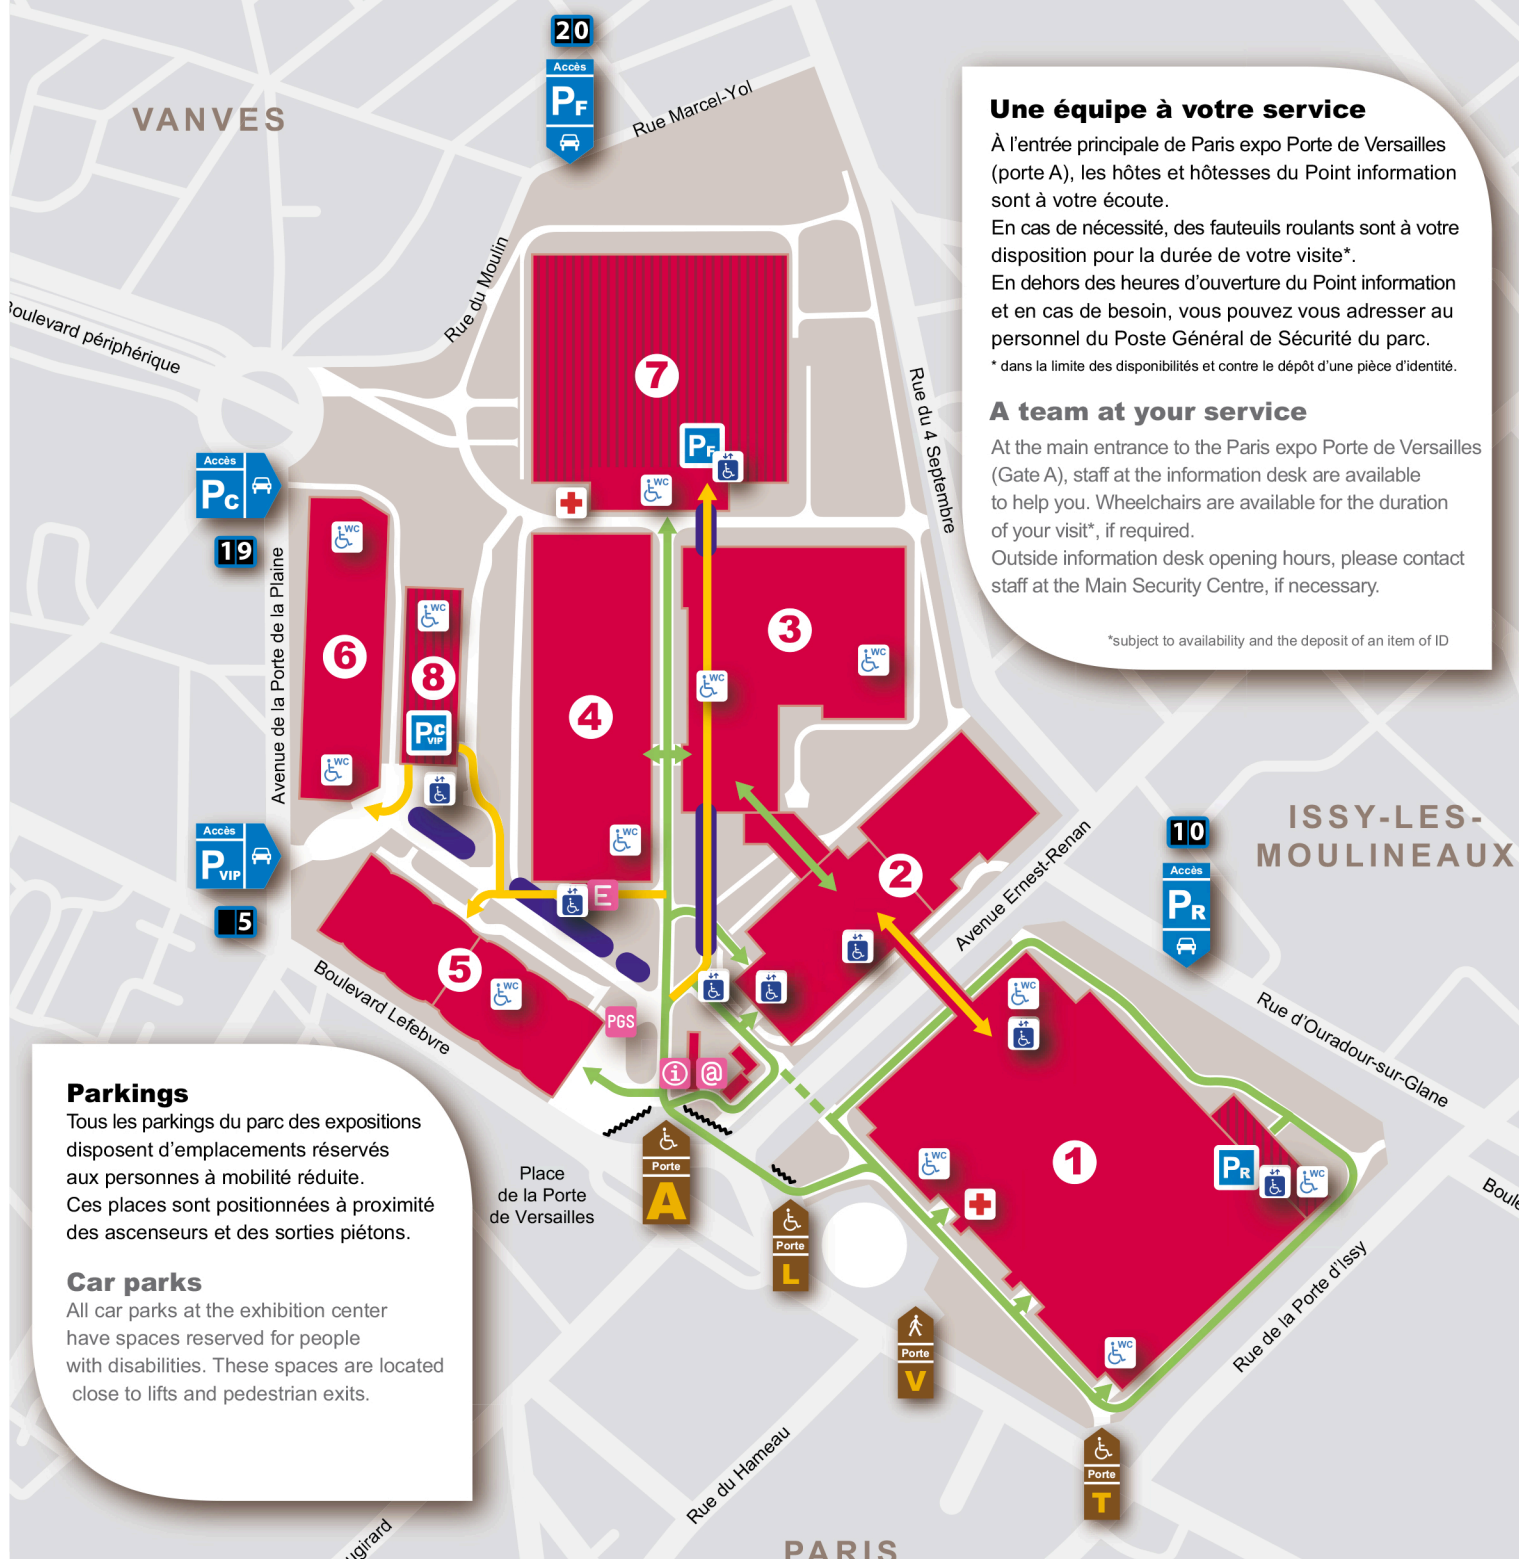 20
Accès
PF
VANVES
Rue Marcel-Yol
Une équipe à votre service
À l'entrée principale de Paris expo Porte de Versailles
(porte A), les hôtes et hôtesses du Point information
sont à votre écoute.
En cas de nécessité, des fauteuils roulants sont à votre
disposition pour la durée de votre visite*.
En dehors des heures d'ouverture du Point information
et en cas de besoin, vous pouvez vous adresser au
personnel du Poste Général de Sécurité du parc.
* dans la limite des disponibilités et contre le dépôt d'une pièce d'identité.
A team at your service
At the main entrance to the Paris expo Porte de Versailles
(Gate A), staff at the information desk are available
to help you. Wheelchairs are available for the duration
of your visit*, if required.
Outside information desk opening hours, please contact
staff at the Main Security Centre, if necessary.
*subject to availability and the deposit of an item of ID
Rue du Moulin
Boulevard périphérique
Rue du 4 Septembre
7
PF
WC
Accès
PC
19
Avenue de la Porte de la Plaine
WC
6
WC
WC
8
PC
VIP
4
WC
3
WC
WC
Accès
PVIP
5
E
5
WC
Boulevard Lefebvre
PGS
i
@
2
Avenue Ernest-Renan
ISSY-LES-
MOULINEAUX
10
Accès
PR
Rue d'Ouradour-sur-Glane
WC
1
WC
PR
WC
WC
Rue de la Porte d'Issy
Parkings
Tous les parkings du parc des expositions
disposent d'emplacements réservés
aux personnes à mobilité réduite.
Ces places sont positionnées à proximité
des ascenseurs et des sorties piétons.
Car parks
All car parks at the exhibition center
have spaces reserved for people
with disabilities. These spaces are located
close to lifts and pedestrian exits.
Place
de la Porte
de Versailles
Porte
A
Porte
L
Porte
V
Porte
T
Rue du Hameau
PARIS